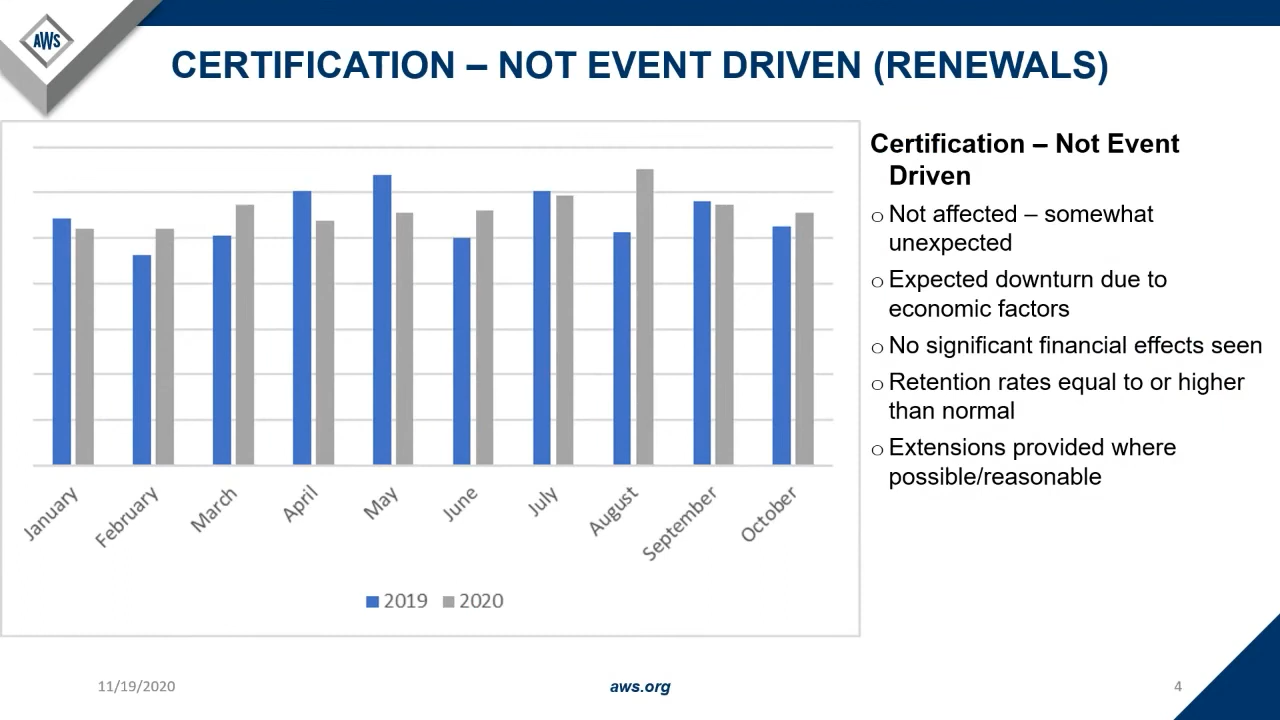 AWS
CERTIFICATION – NOT EVENT DRIVEN (RENEWALS)
Certification – Not Event
Driven
o Not affected – somewhat
unexpected
o Expected downturn due to
economic factors
o No significant financial effects seen
o Retention rates equal to or higher
than normal
o Extensions provided where
possible/reasonable
January
February
March
April
May
June
July
August
September
October
2019
2020
11/19/2020
aws.org
4